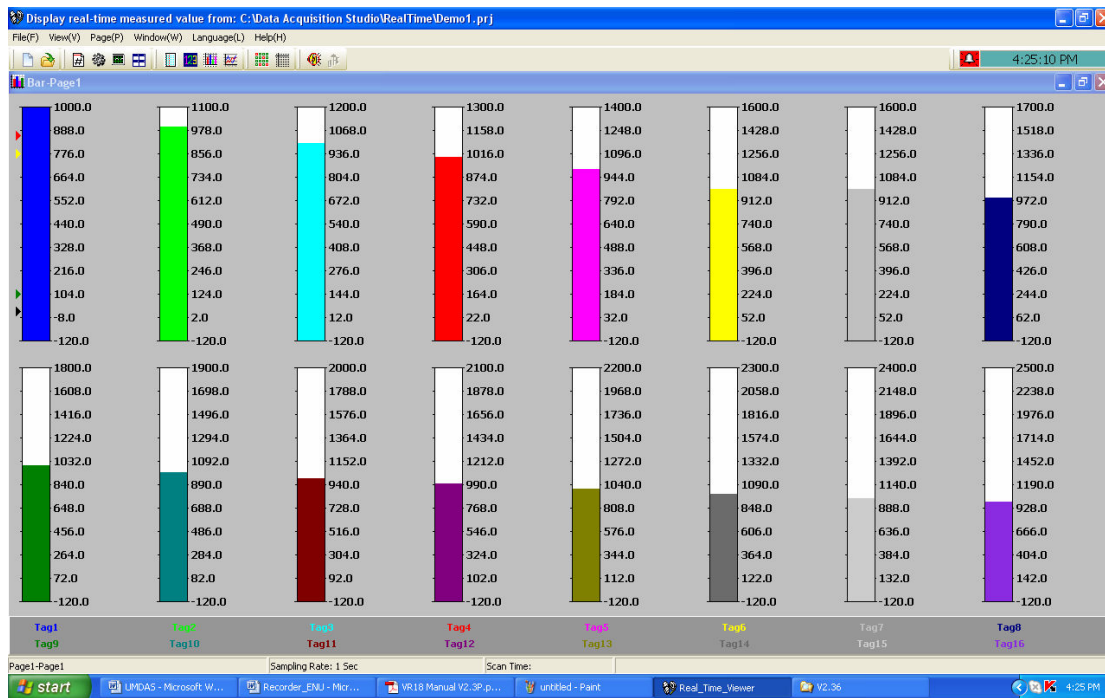 Display real-time measured value from: C:\Data Acquisition Studio\RealTime\Demo1.prj
File(F) View(V) Page(P) Window(W) Language(L) Help(H)
4:25:10 PM
Bar-Page1
1000.0 1100.0 1200.0 1300.0 1400.0 1600.0 1600.0 1700.0
888.0 978.0 1068.0 1158.0 1248.0 1428.0 1428.0 1518.0
776.0 856.0 936.0 1016.0 1096.0 1256.0 1256.0 1336.0
664.0 734.0 804.0 874.0 944.0 1084.0 1084.0 1154.0
552.0 612.0 672.0 732.0 792.0 912.0 912.0 972.0
440.0 490.0 540.0 590.0 640.0 740.0 740.0 790.0
328.0 368.0 408.0 448.0 488.0 568.0 568.0 608.0
216.0 246.0 276.0 306.0 336.0 396.0 396.0 426.0
104.0 124.0 144.0 164.0 184.0 224.0 224.0 244.0
-8.0 2.0 12.0 22.0 32.0 52.0 52.0 62.0
-120.0 -120.0 -120.0 -120.0 -120.0 -120.0 -120.0 -120.0
1800.0 1900.0 2000.0 2100.0 2200.0 2300.0 2400.0 2500.0
1608.0 1698.0 1788.0 1878.0 1968.0 2058.0 2148.0 2238.0
1416.0 1496.0 1576.0 1656.0 1736.0 1816.0 1896.0 1976.0
1224.0 1294.0 1364.0 1434.0 1504.0 1574.0 1644.0 1714.0
1032.0 1092.0 1152.0 1212.0 1272.0 1332.0 1392.0 1452.0
840.0 890.0 940.0 990.0 1040.0 1090.0 1140.0 1190.0
648.0 688.0 728.0 768.0 808.0 848.0 888.0 928.0
456.0 486.0 516.0 546.0 576.0 606.0 636.0 666.0
264.0 284.0 304.0 324.0 344.0 364.0 384.0 404.0
72.0 82.0 92.0 102.0 112.0 122.0 132.0 142.0
-120.0 -120.0 -120.0 -120.0 -120.0 -120.0 -120.0 -120.0
Tag1 Tag2 Tag3 Tag4 Tag5 Tag6 Tag7 Tag8
Tag9 Tag10 Tag11 Tag12 Tag13 Tag14 Tag15 Tag16
Page1-Page1 Sampling Rate: 1 Sec Scan Time:
start UMDAS - Microsoft W... Recorder_ENU - Micr... VR18 Manual V2.3P.p... untitled - Paint Real_Time_Viewer V2.36 4:25 PM